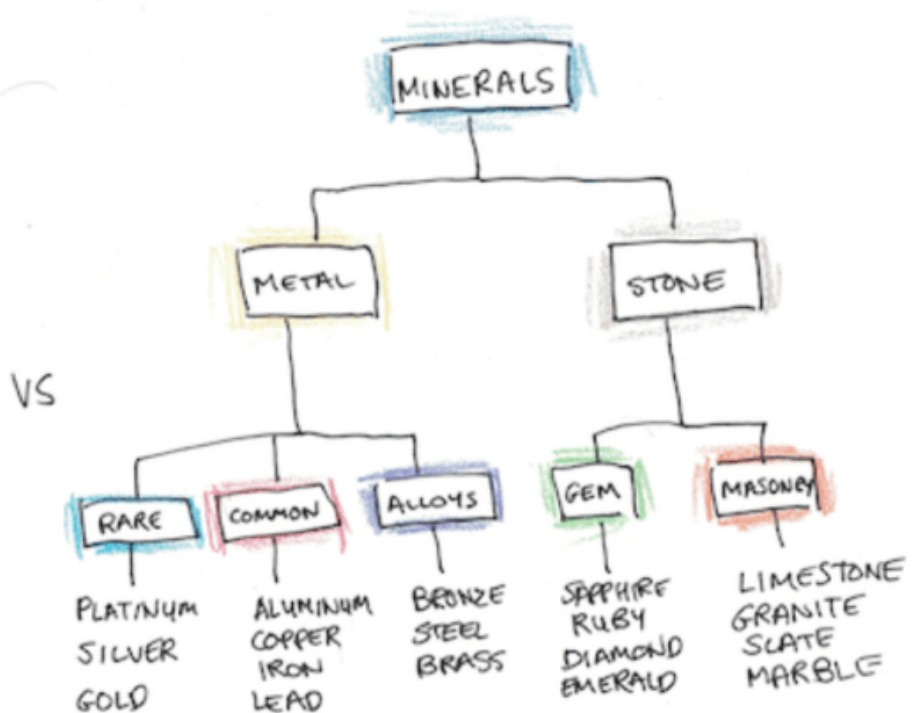 MINERALS
METAL
STONE
VS
RARE
COMMON
ALLOYS
GEM
MASONRY
PLATINUM
SILVER
GOLD
ALUMINUM
COPPER
IRON
LEAD
BRONZE
STEEL
BRASS
SAPPHIRE
RUBY
DIAMOND
EMERALD
LIMESTONE
GRANITE
SLATE
MARBLE